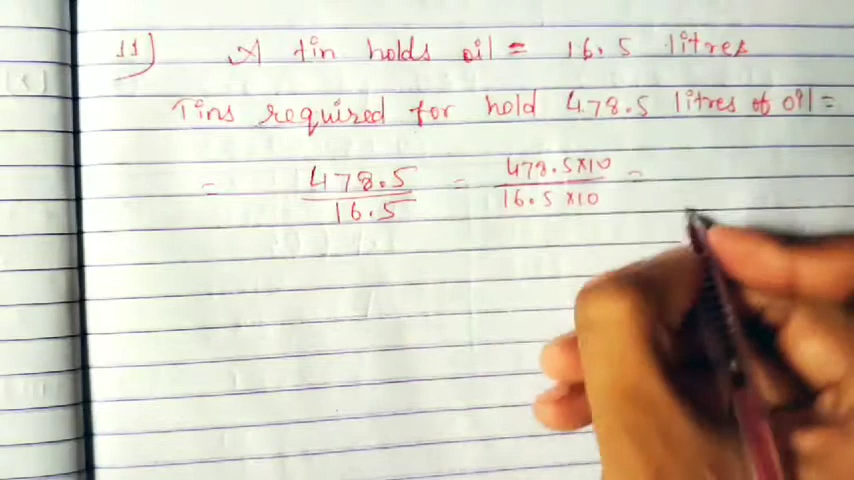 11) A tin holds oil = 16.5 litres
Tins required for hold 478.5 litres of oil =
= 478.5/16.5 = 478.5×10/16.5×10 =